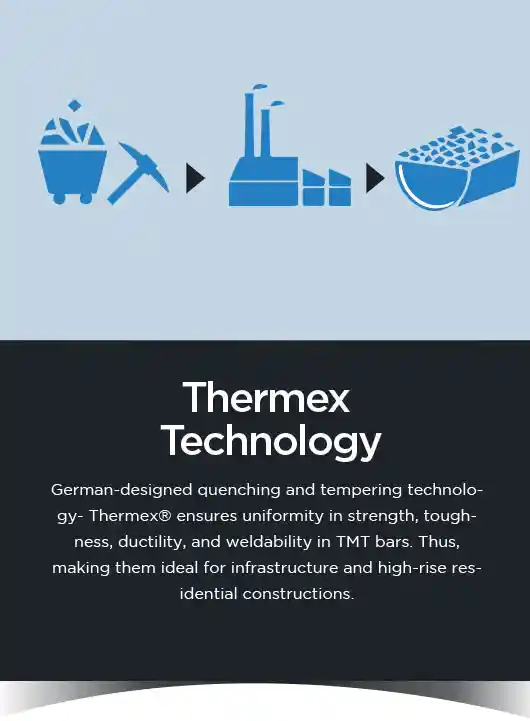 Thermex
Technology
German-designed quenching and tempering technolo-
gy- Thermex® ensures uniformity in strength, tough-
ness, ductility, and weldability in TMT bars. Thus,
making them ideal for infrastructure and high-rise res-
idential constructions.